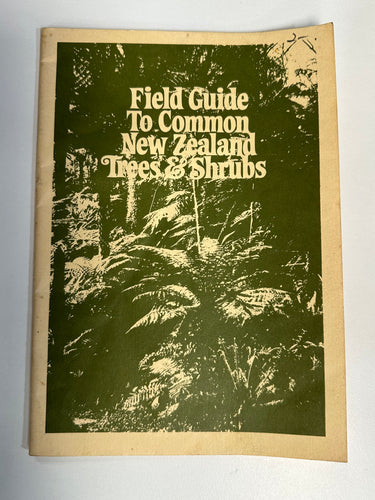 Field Guide
To Common
New Zealand
Trees & Shrubs